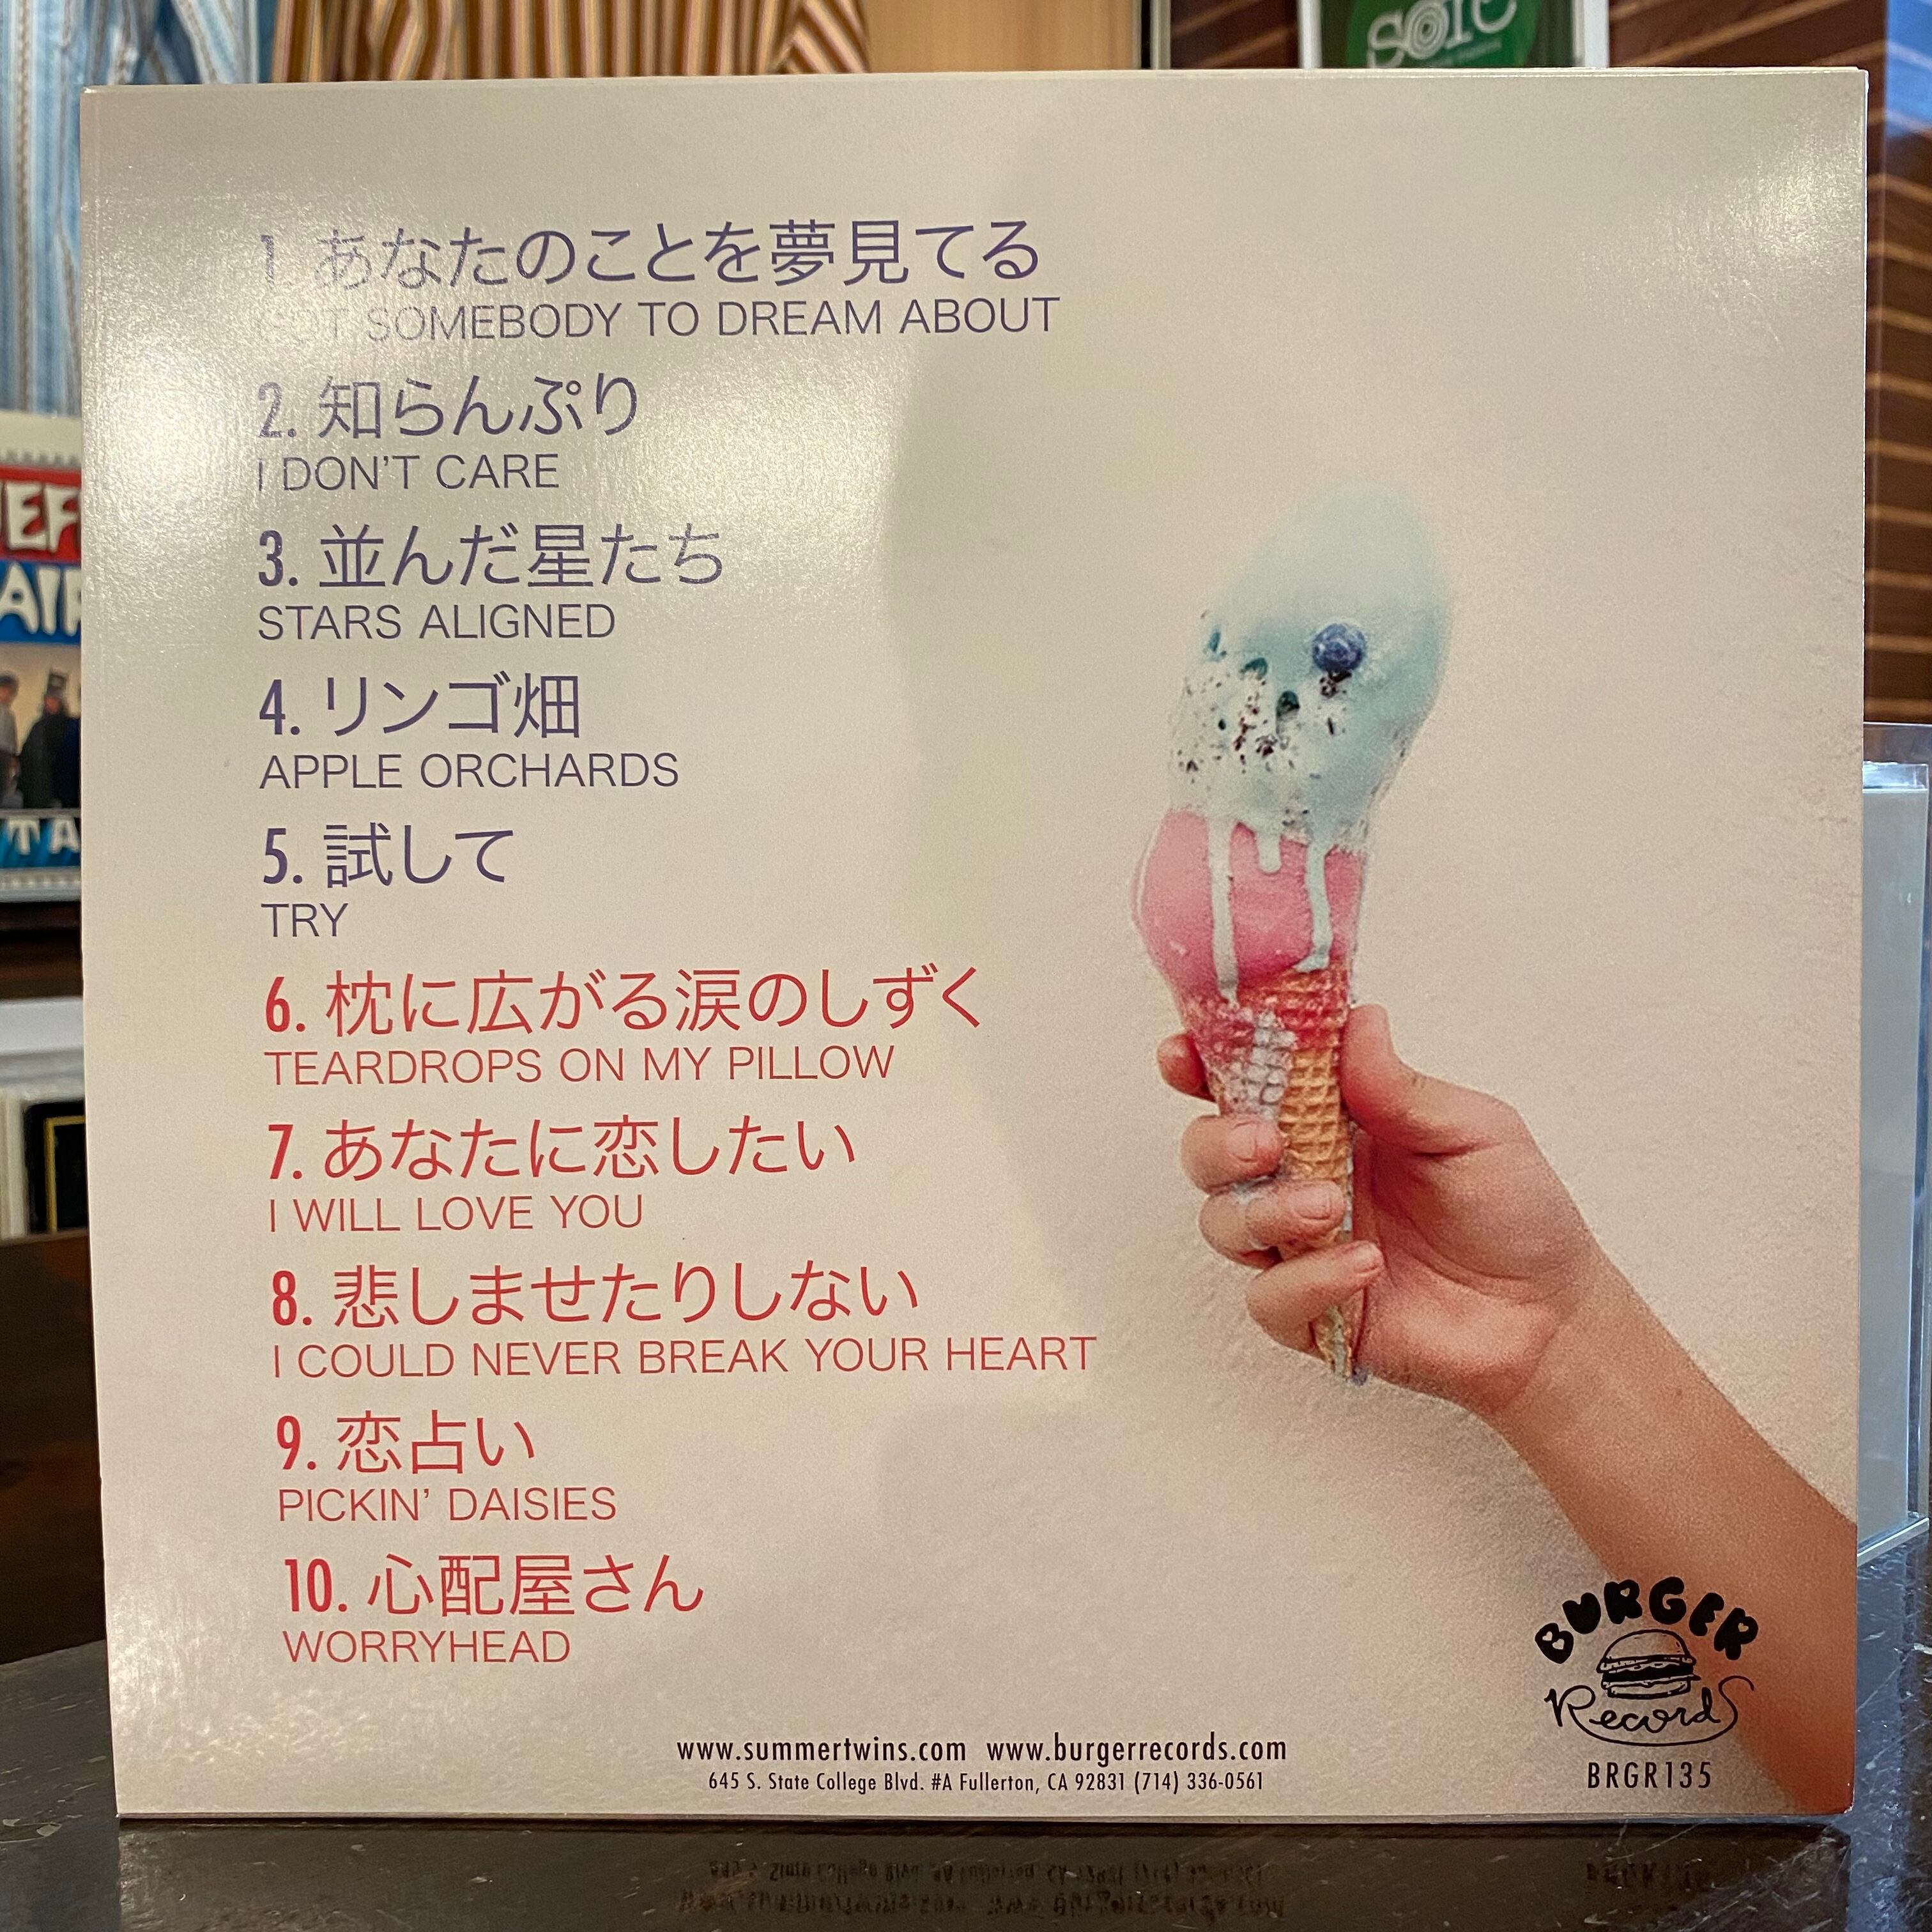 1. あなたのことを夢見てる
GOT SOMEBODY TO DREAM ABOUT
2. 知らんぷり
I DON'T CARE
3. 並んだ星たち
STARS ALIGNED
4. リンゴ畑
APPLE ORCHARDS
5. 試して
TRY
6. 枕に広がる涙のしずく
TEARDROPS ON MY PILLOW
7. あなたに恋したい
I WILL LOVE YOU
8. 悲しませたりしない
I COULD NEVER BREAK YOUR HEART
9. 恋占い
PICKIN' DAISIES
10. 心配屋さん
WORRYHEAD
BURGER
Records
BRGR135
www.summertwins.com www.burgerrecords.com
645 S. State College Blvd. #A Fullerton, CA 92831 (714) 336-0561